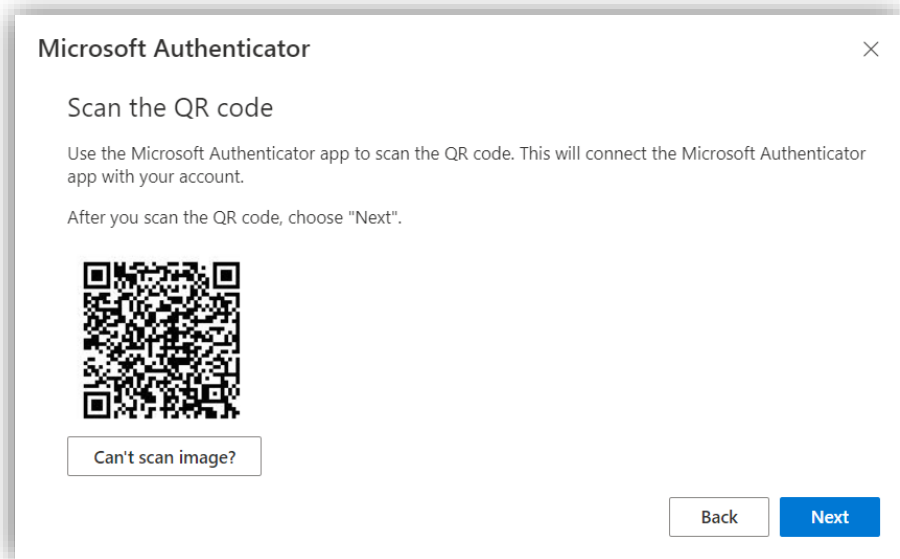 Microsoft Authenticator
Scan the QR code
Use the Microsoft Authenticator app to scan the QR code. This will connect the Microsoft Authenticator
app with your account.
After you scan the QR code, choose "Next".
Can't scan image?
Back
Next